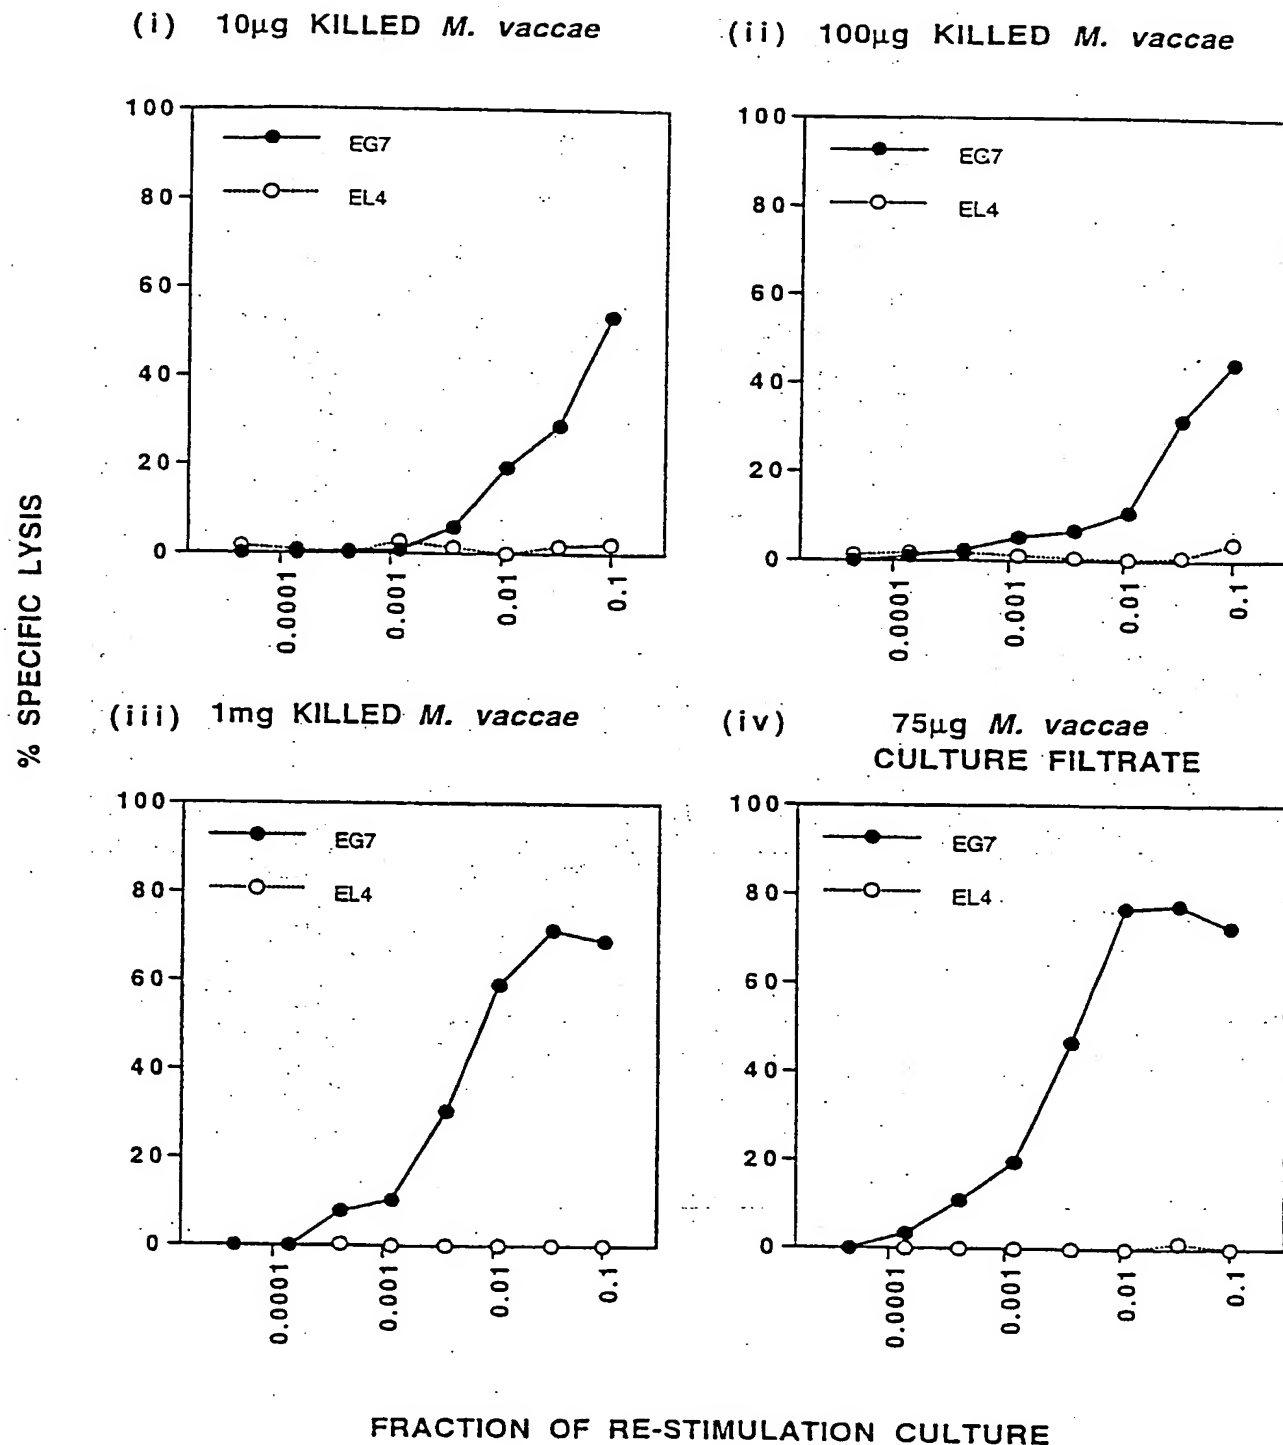 (i) 10µg KILLED M. vaccae
100
80
60
40
20
0
EG7
EL4
0.0001
0.001
0.01
0.1
(ii) 100µg KILLED M. vaccae
100
80
60
40
20
0
EG7
EL4
0.0001
0.001
0.01
0.1
% SPECIFIC LYSIS
(iii) 1mg KILLED M. vaccae
100
80
60
40
20
0
EG7
EL4
0.0001
0.001
0.01
0.1
(iv) 75µg M. vaccae
CULTURE FILTRATE
100
80
60
40
20
0
EG7
EL4
0.0001
0.001
0.01
0.1
FRACTION OF RE-STIMULATION CULTURE